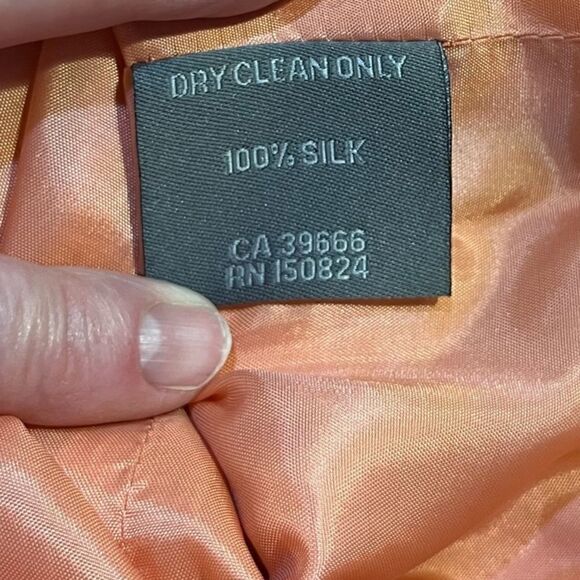 DRY CLEAN ONLY
100% SILK
CA 39666
RN 150824